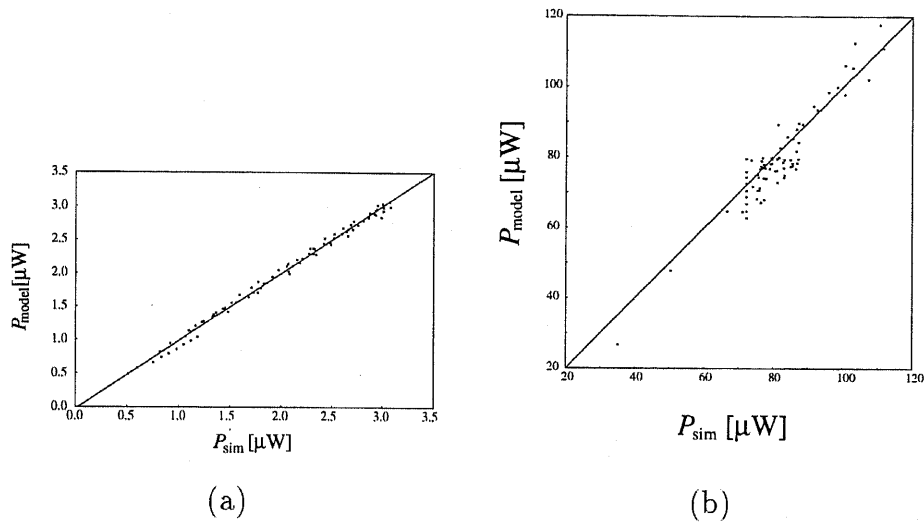 3.5
3.0
2.5
2.0
1.5
1.0
0.5
0.0
P_model [μW]
0.0 0.5 1.0 1.5 2.0 2.5 3.0 3.5
P_sim [μW]
(a)
120
100
80
60
40
20
P_model [μW]
20 40 60 80 100 120
P_sim [μW]
(b)